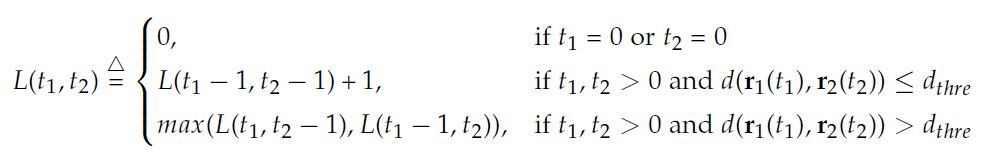 0, if t₁ = 0 or t₂ = 0
L(t₁, t₂) ≜ { L(t₁ − 1, t₂ − 1) + 1, if t₁, t₂ > 0 and d(𝐫₁(t₁), 𝐫₂(t₂)) ≤ d_thre
max(L(t₁, t₂ − 1), L(t₁ − 1, t₂)), if t₁, t₂ > 0 and d(𝐫₁(t₁), 𝐫₂(t₂)) > d_thre